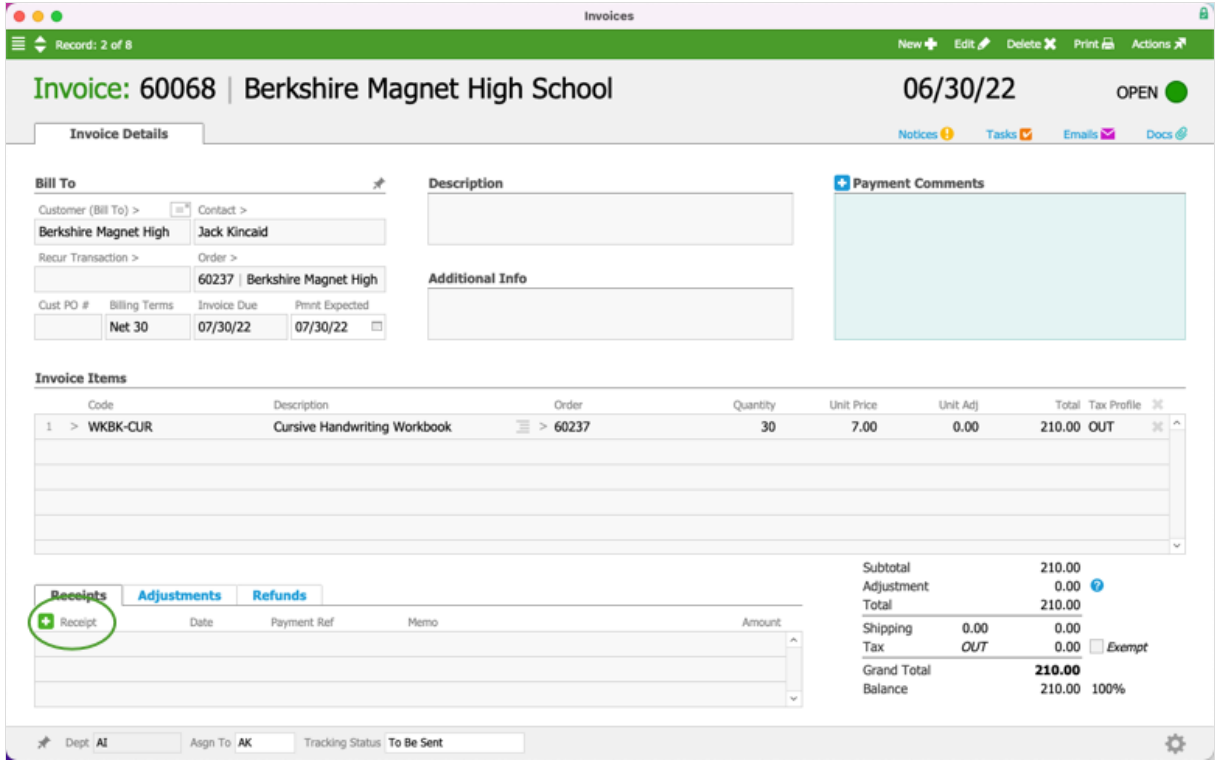 Invoices
Record: 2 of 8
New Edit Delete Print Actions
Invoice: 60068 | Berkshire Magnet High School 06/30/22 OPEN
Invoice Details Notices Tasks Emails Docs
Bill To Description Payment Comments
Customer (Bill To) > Contact >
Berkshire Magnet High Jack Kincaid
Recur Transaction > Order >
60237 | Berkshire Magnet High Additional Info
Cust PO # Billing Terms Invoice Due Pmnt Expected
Net 30 07/30/22 07/30/22
Invoice Items
Code Description Order Quantity Unit Price Unit Adj Total Tax Profile
1 > WKBK-CUR Cursive Handwriting Workbook > 60237 30 7.00 0.00 210.00 OUT
Receipts Adjustments Refunds
Receipt Date Payment Ref Memo Amount
Subtotal 210.00
Adjustment 0.00 ?
Total 210.00
Shipping 0.00 0.00
Tax OUT 0.00 Exempt
Grand Total 210.00
Balance 210.00 100%
Dept AI Asgn To AK Tracking Status To Be Sent